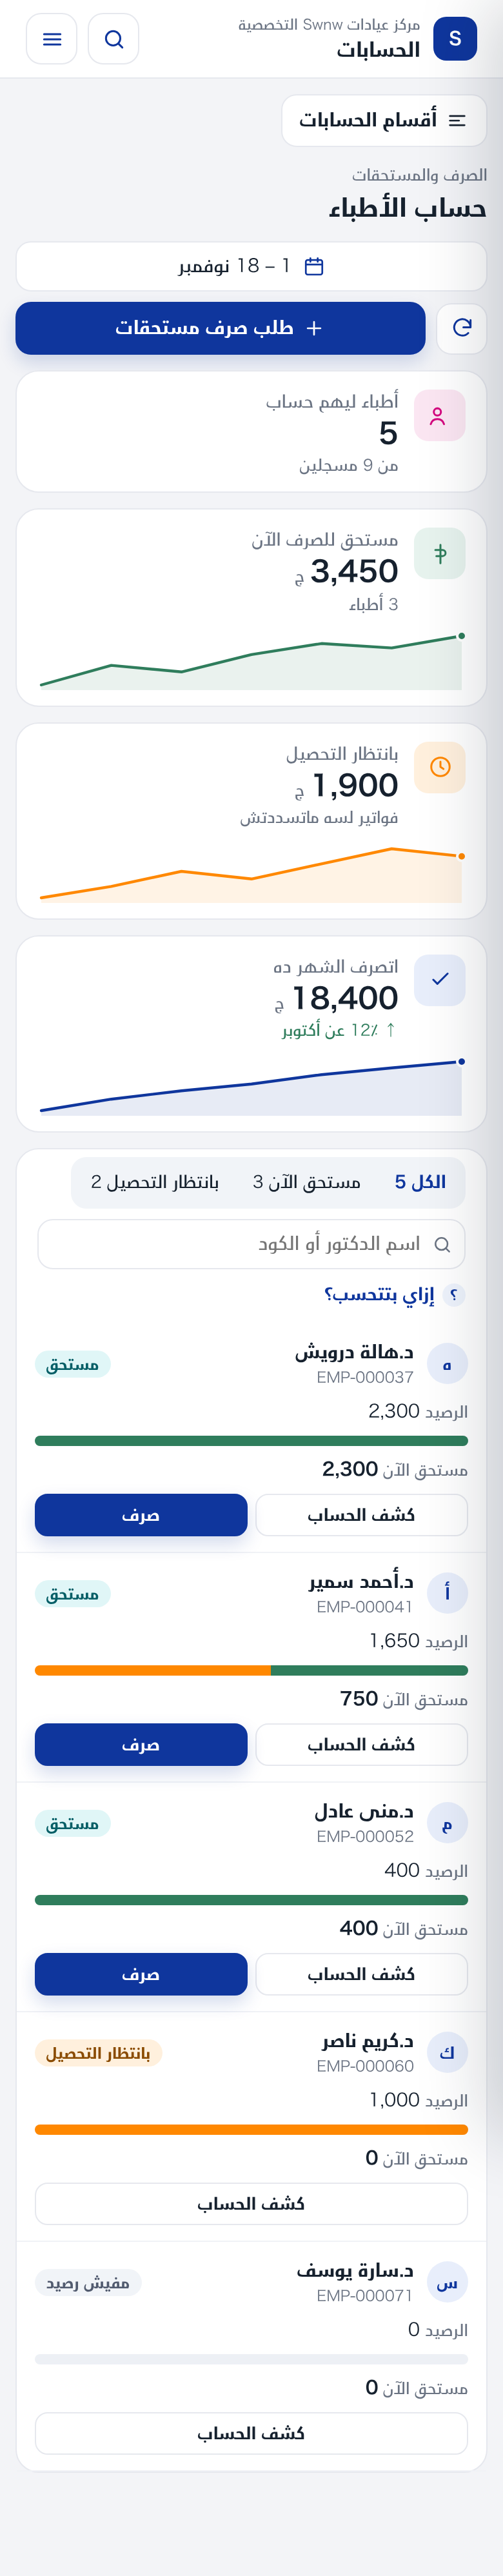 S
مركز عيادات Swnw التخصصية
الحسابات
أقسام الحسابات
الصرف والمستحقات
حساب الأطباء
1 – 18 نوفمبر
طلب صرف مستحقات
أطباء ليهم حساب
5
من 9 مسجلين
مستحق للصرف الآن
3,450 ج
3 أطباء
بانتظار التحصيل
1,900 ج
فواتير لسه ماتسددتش
اتصرف الشهر ده
18,400 ج
↑ 12٪ عن أكتوبر
الكل 5
مستحق الآن 3
بانتظار التحصيل 2
اسم الدكتور أو الكود
؟ إزاي بتتحسب؟
ه
د.هالة درويش
EMP-000037
مستحق
الرصيد 2,300
مستحق الآن 2,300
كشف الحساب
صرف
أ
د.أحمد سمير
EMP-000041
مستحق
الرصيد 1,650
مستحق الآن 750
كشف الحساب
صرف
م
د.منى عادل
EMP-000052
مستحق
الرصيد 400
مستحق الآن 400
كشف الحساب
صرف
ك
د.كريم ناصر
EMP-000060
بانتظار التحصيل
الرصيد 1,000
مستحق الآن 0
كشف الحساب
س
د.سارة يوسف
EMP-000071
مفيش رصيد
الرصيد 0
مستحق الآن 0
كشف الحساب